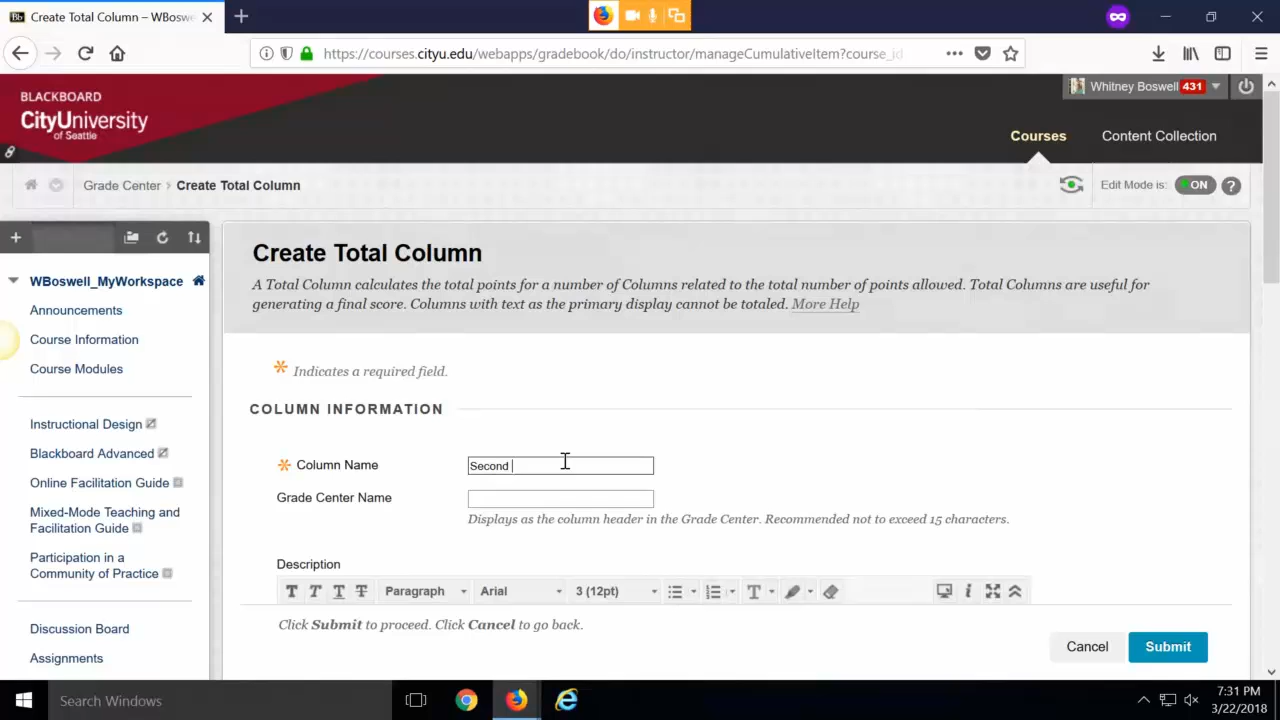 Create Total Column – WBosw
https://courses.cityu.edu/webapps/gradebook/do/instructor/manageCumulativeItem?course_id
BLACKBOARD
CityUniversity
of Seattle
Whitney Boswell 431
Courses
Content Collection
Grade Center > Create Total Column
Edit Mode is: ON ?
WBoswell_MyWorkspace
Announcements
Course Information
Course Modules
Instructional Design
Blackboard Advanced
Online Facilitation Guide
Mixed-Mode Teaching and
Facilitation Guide
Participation in a
Community of Practice
Discussion Board
Assignments
Create Total Column
A Total Column calculates the total points for a number of Columns related to the total number of points allowed. Total Columns are useful for
generating a final score. Columns with text as the primary display cannot be totaled. More Help
* Indicates a required field.
COLUMN INFORMATION
* Column Name
Second
Grade Center Name
Displays as the column header in the Grade Center. Recommended not to exceed 15 characters.
Description
T T T T Paragraph Arial 3 (12pt) T i
Click Submit to proceed. Click Cancel to go back.
Cancel Submit
Search Windows
7:31 PM
3/22/2018